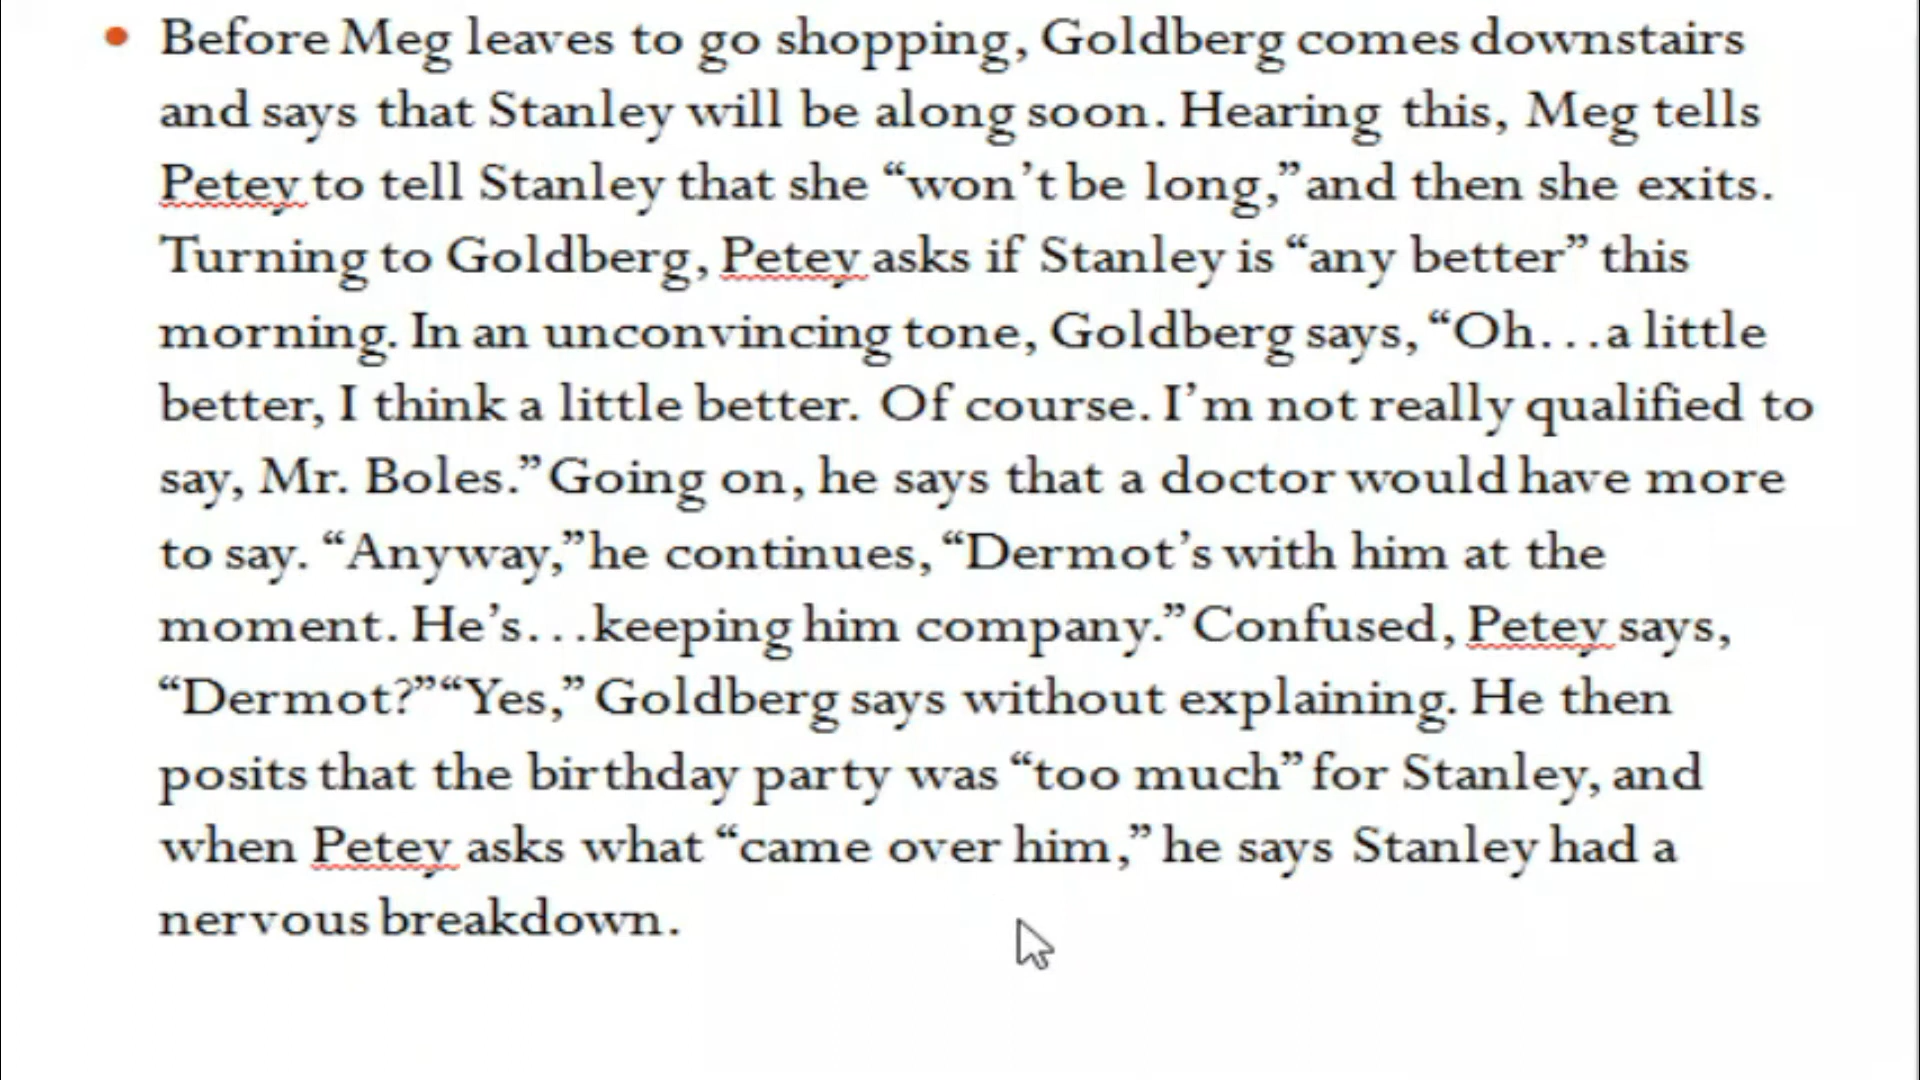 • Before Meg leaves to go shopping, Goldberg comes downstairs
and says that Stanley will be along soon. Hearing this, Meg tells
Petey to tell Stanley that she “won’t be long,” and then she exits.
Turning to Goldberg, Petey asks if Stanley is “any better” this
morning. In an unconvincing tone, Goldberg says, “Oh…a little
better, I think a little better. Of course. I’m not really qualified to
say, Mr. Boles.” Going on, he says that a doctor would have more
to say. “Anyway,” he continues, “Dermot’s with him at the
moment. He’s…keeping him company.” Confused, Petey says,
“Dermot?” “Yes,” Goldberg says without explaining. He then
posits that the birthday party was “too much” for Stanley, and
when Petey asks what “came over him,” he says Stanley had a
nervous breakdown.